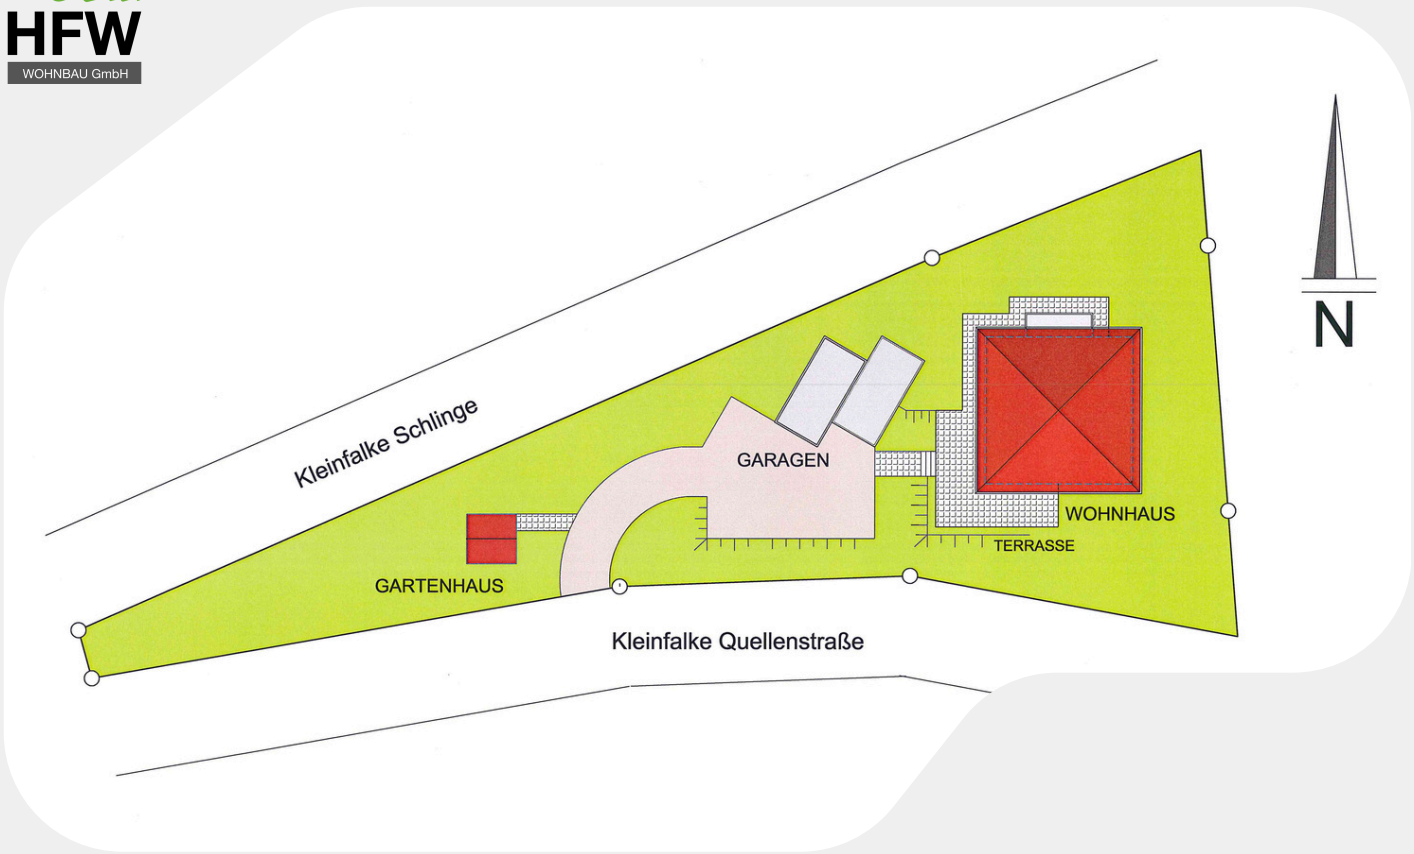 HFW
WOHNBAU GmbH
N
Kleinfalke Schlinge
GARAGEN
WOHNHAUS
TERRASSE
GARTENHAUS
Kleinfalke Quellenstraße